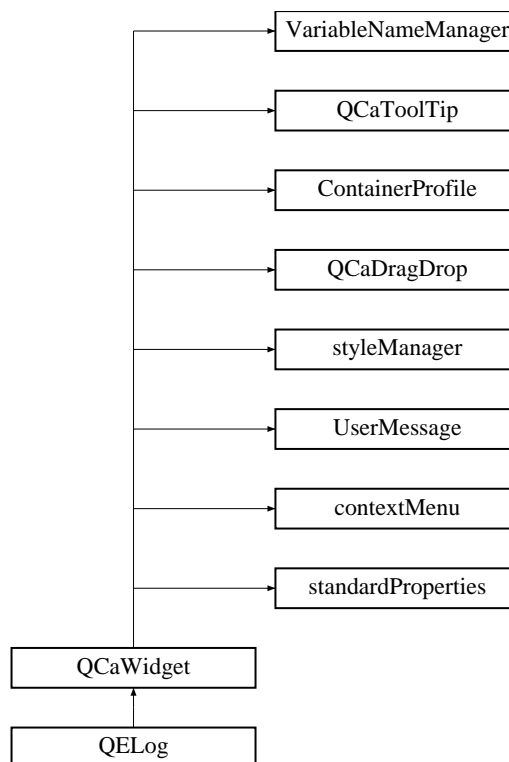 VariableNameManager
QCaToolTip
ContainerProfile
QCaDragDrop
styleManager
UserMessage
contextMenu
standardProperties
QCaWidget
QELog